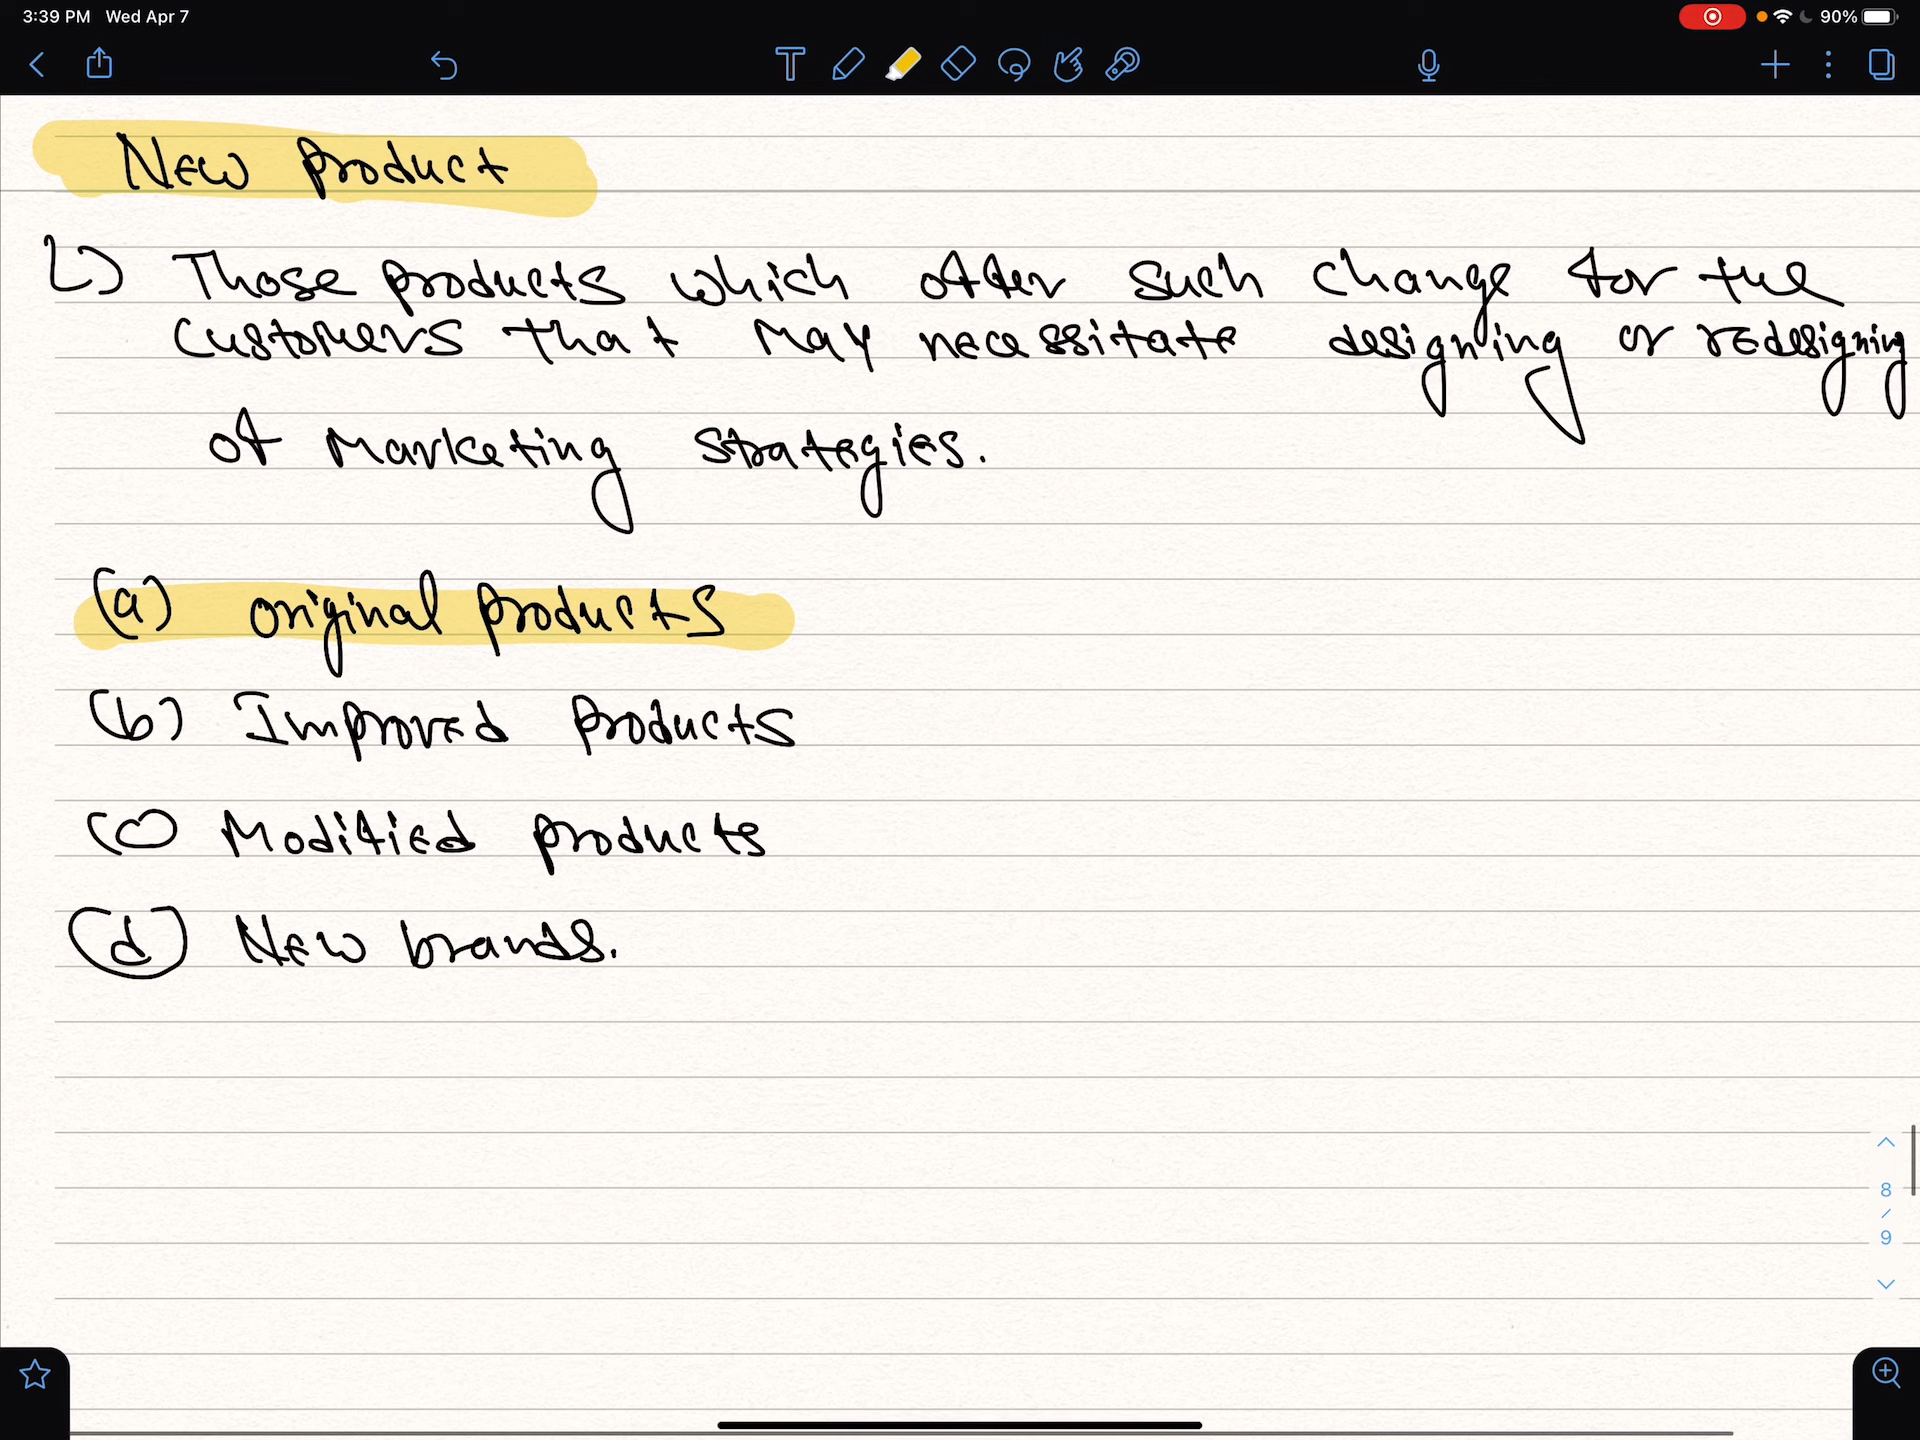 3:39 PM Wed Apr 7
90%
New product
Those products which offer such change for the
customers that may necessitate designing or redesigning
of marketing strategies.
(a) original products
(b) Improved products
(c) Modified products
(d) New brands.
8
/
9